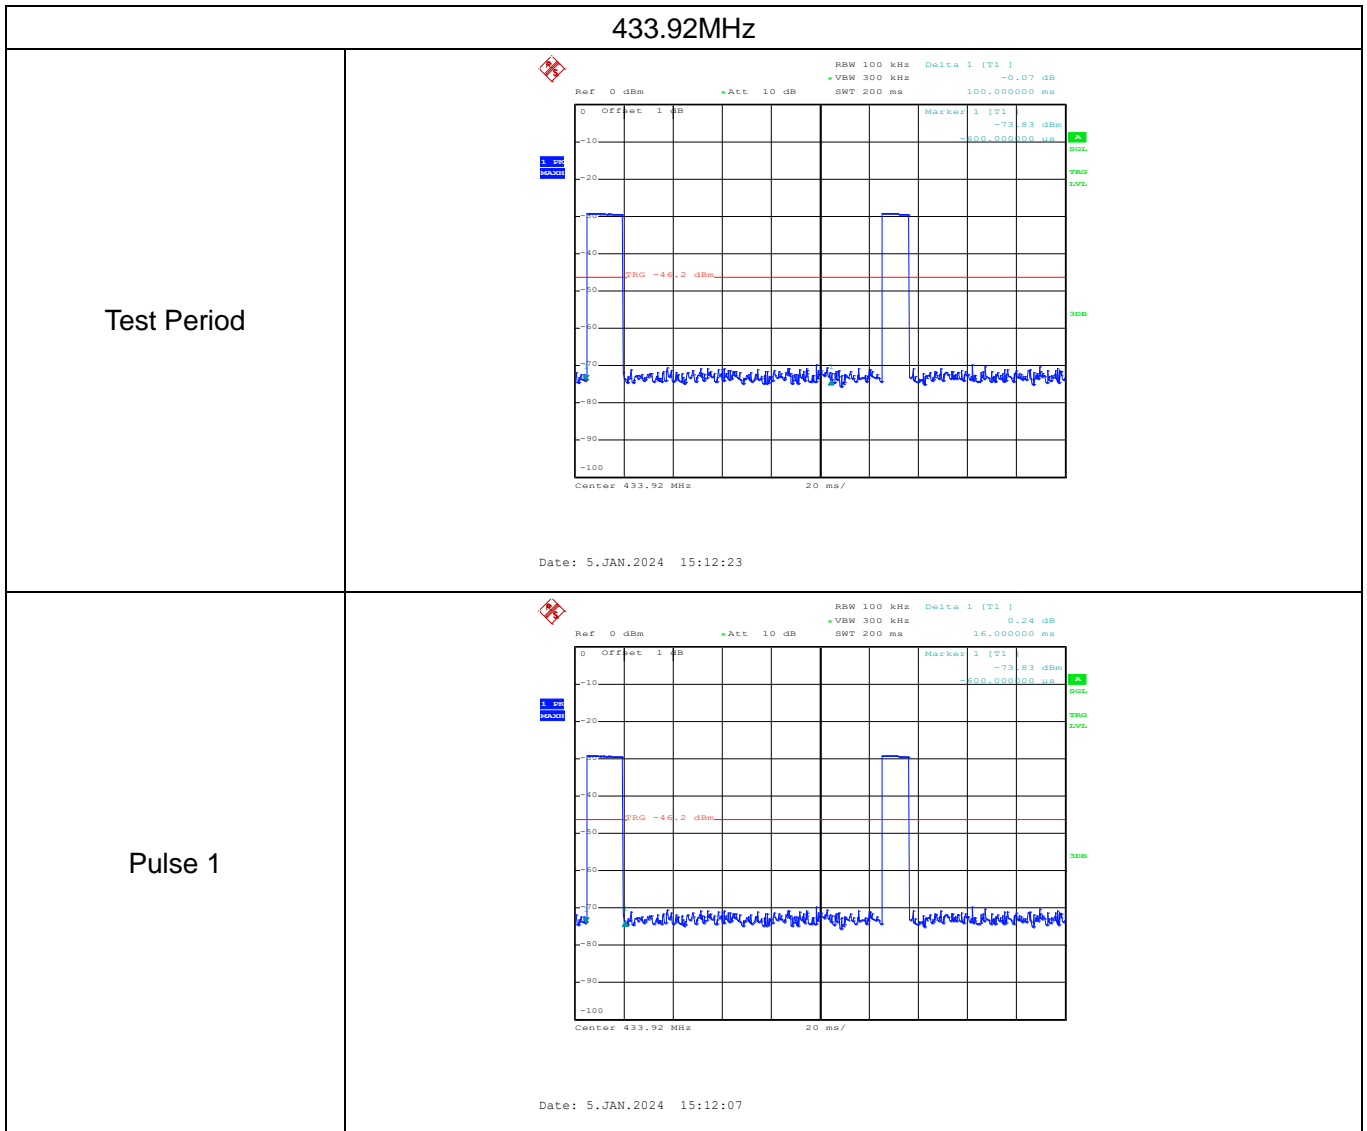 433.92MHz
Test Period
R S
RBW 100 kHz Delta 1 [T1 ]
*VBW 300 kHz -0.07 dB
Ref 0 dBm *Att 10 dB SWT 200 ms 100.000000 ms
0 Offset 1 dB Marker 1 [T1 ]
-73.83 dBm
-10 -600.000000 µs A
SGL
1 PK
MAXH
-20 TRG
LVL
-30
-40
TRG -46.2 dBm
-50
-60 3DB
-70
-80
-90
-100
Center 433.92 MHz 20 ms/
Date: 5.JAN.2024 15:12:23
Pulse 1
R S
RBW 100 kHz Delta 1 [T1 ]
*VBW 300 kHz 0.24 dB
Ref 0 dBm *Att 10 dB SWT 200 ms 16.000000 ms
0 Offset 1 dB Marker 1 [T1 ]
-73.83 dBm
-10 -600.000000 µs A
SGL
1 PK
MAXH
-20 TRG
LVL
-30
-40
TRG -46.2 dBm
-50
-60 3DB
-70
-80
-90
-100
Center 433.92 MHz 20 ms/
Date: 5.JAN.2024 15:12:07